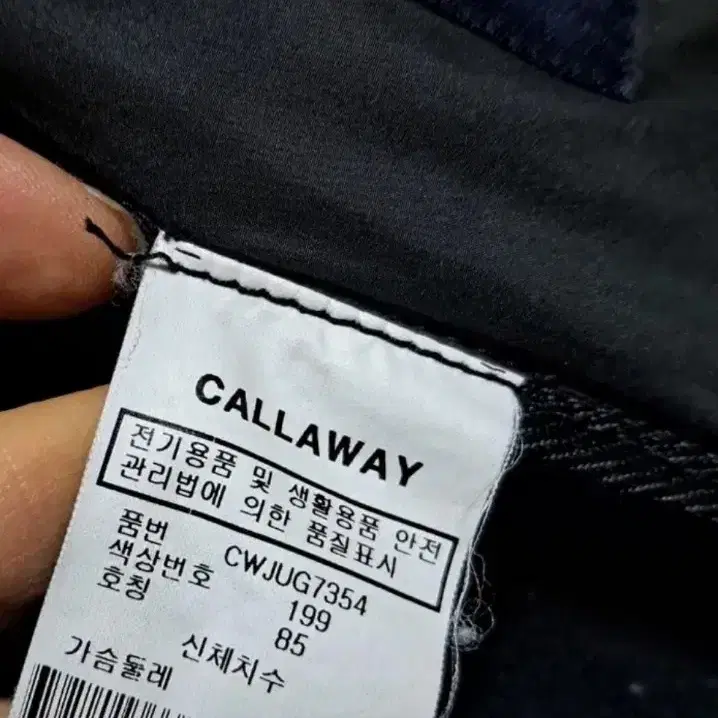 CALLAWAY
전기용품 및 생활용품 안전
관리법에 의한 품질표시
품번 CWJUG7354
색상번호 199
호칭 85
신체치수
가슴둘레